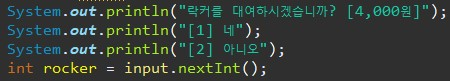 System.out.println("락커를 대여하시겠습니까? [4,000원]");
System.out.println("[1] 네");
System.out.println("[2] 아니오");
int rocker = input.nextInt();